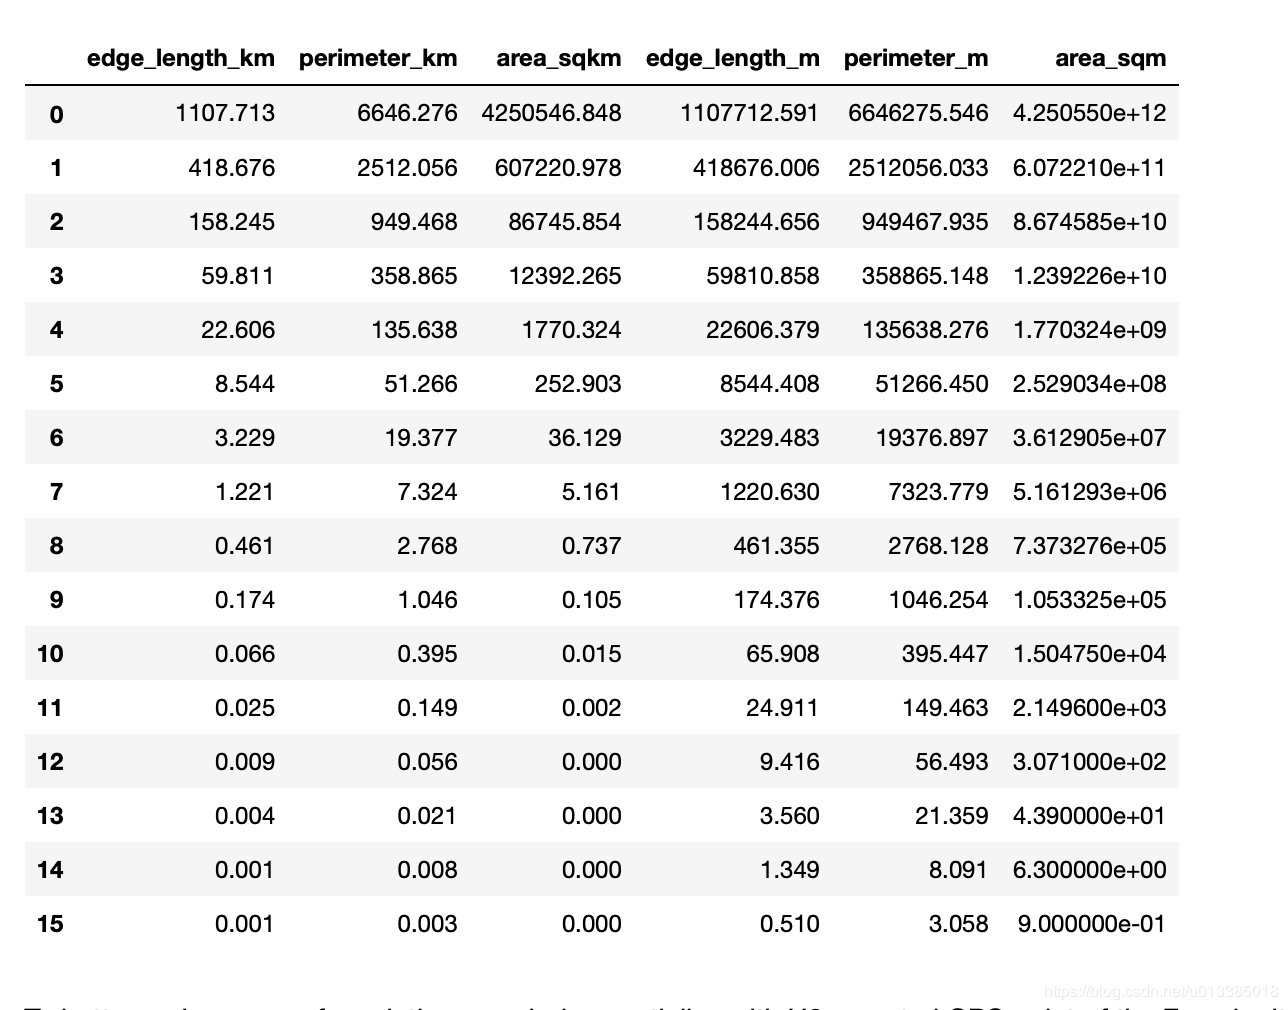 edge_length_km perimeter_km area_sqkm edge_length_m perimeter_m area_sqm
0 1107.713 6646.276 4250546.848 1107712.591 6646275.546 4.250550e+12
1 418.676 2512.056 607220.978 418676.006 2512056.033 6.072210e+11
2 158.245 949.468 86745.854 158244.656 949467.935 8.674585e+10
3 59.811 358.865 12392.265 59810.858 358865.148 1.239226e+10
4 22.606 135.638 1770.324 22606.379 135638.276 1.770324e+09
5 8.544 51.266 252.903 8544.408 51266.450 2.529034e+08
6 3.229 19.377 36.129 3229.483 19376.897 3.612905e+07
7 1.221 7.324 5.161 1220.630 7323.779 5.161293e+06
8 0.461 2.768 0.737 461.355 2768.128 7.373276e+05
9 0.174 1.046 0.105 174.376 1046.254 1.053325e+05
10 0.066 0.395 0.015 65.908 395.447 1.504750e+04
11 0.025 0.149 0.002 24.911 149.463 2.149600e+03
12 0.009 0.056 0.000 9.416 56.493 3.071000e+02
13 0.004 0.021 0.000 3.560 21.359 4.390000e+01
14 0.001 0.008 0.000 1.349 8.091 6.300000e+00
15 0.001 0.003 0.000 0.510 3.058 9.000000e-01
https://blog.csdn.net/u013385018